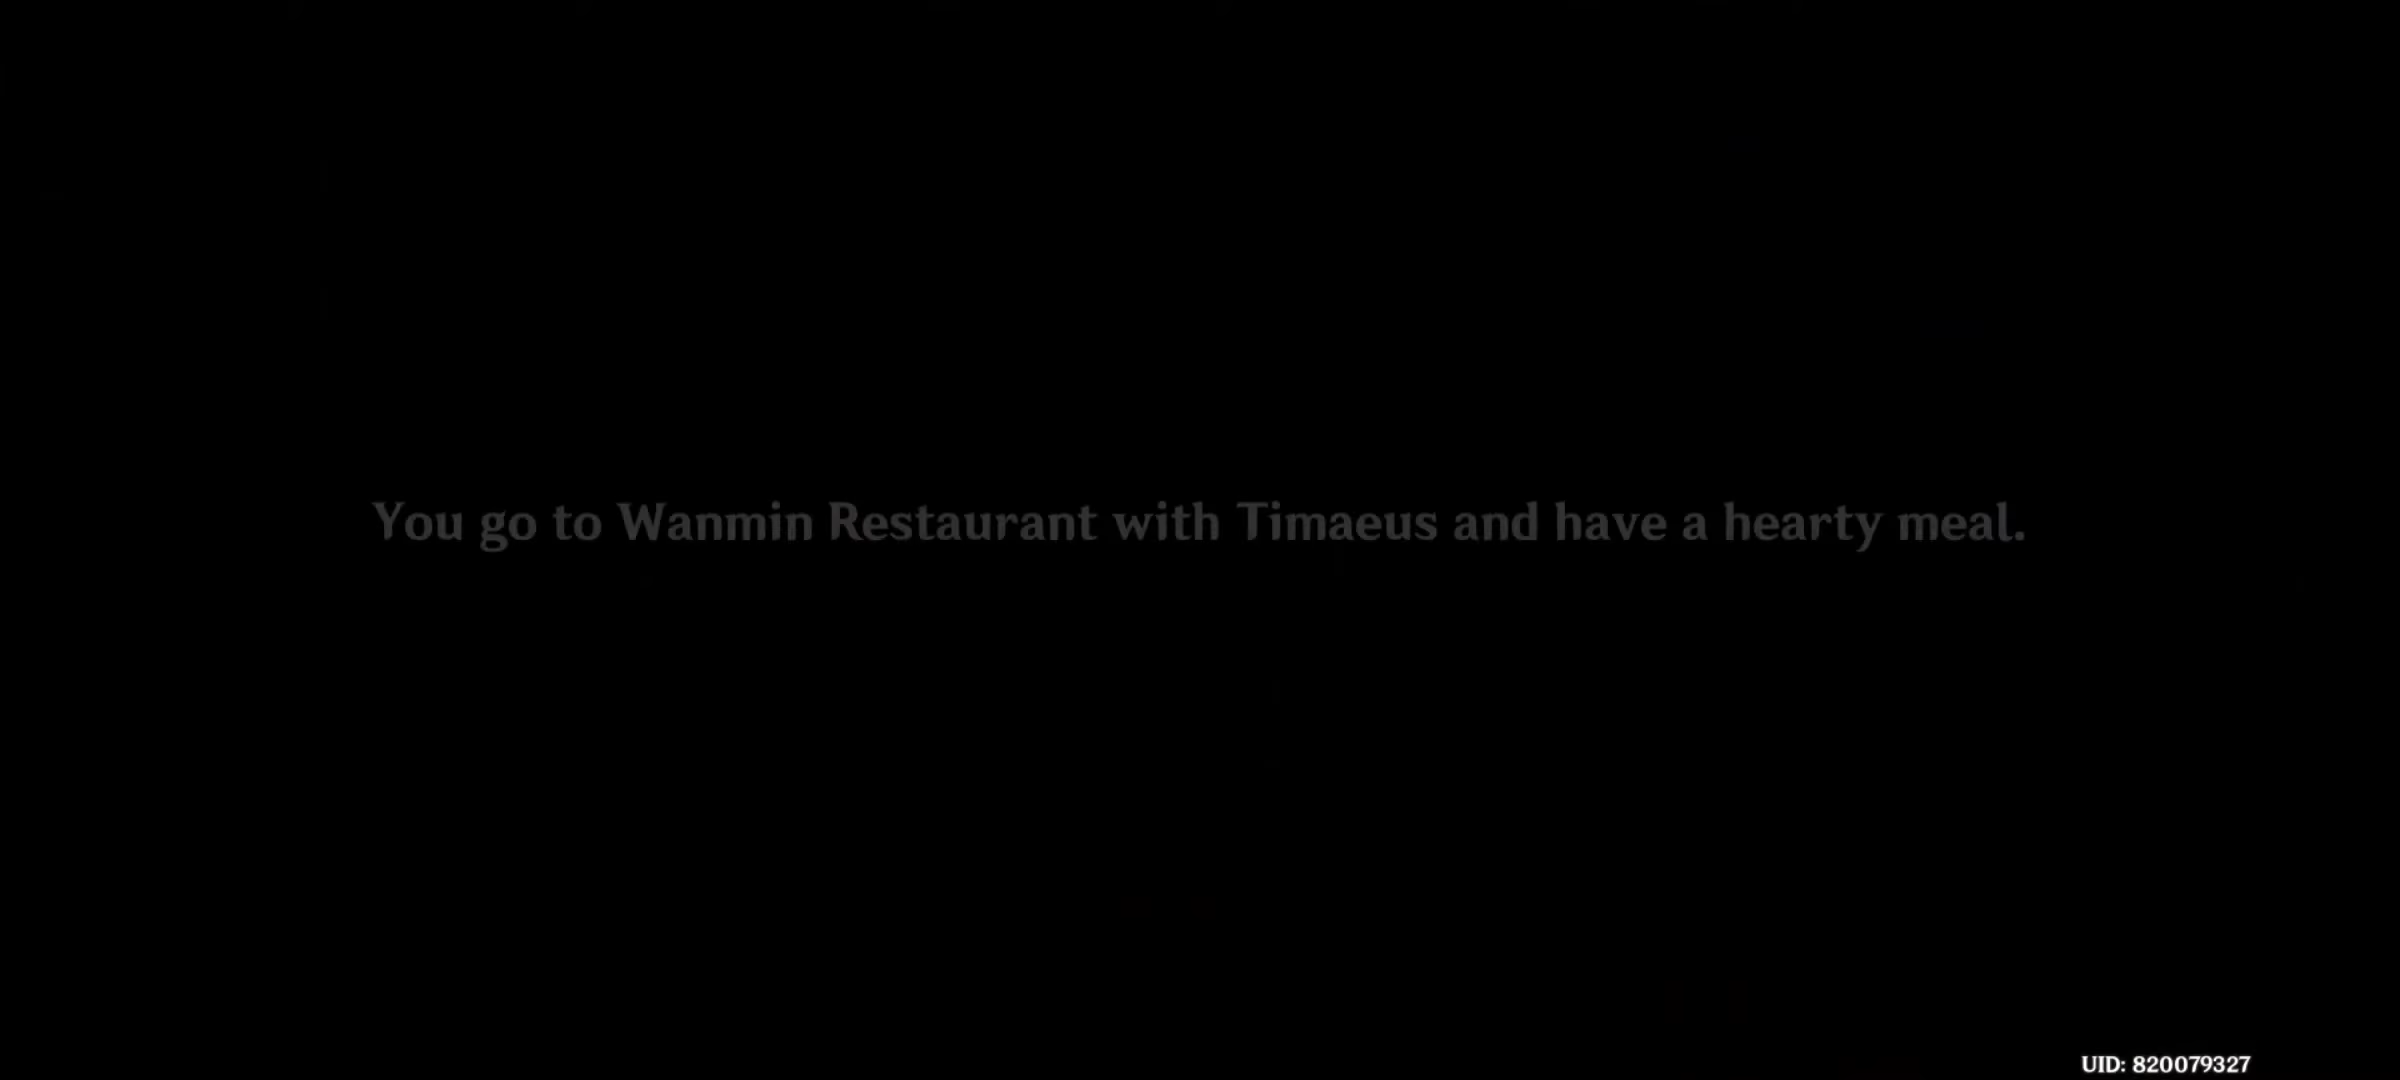 You go to Wanmin Restaurant with Timaeus and have a hearty meal.
UID: 820079327